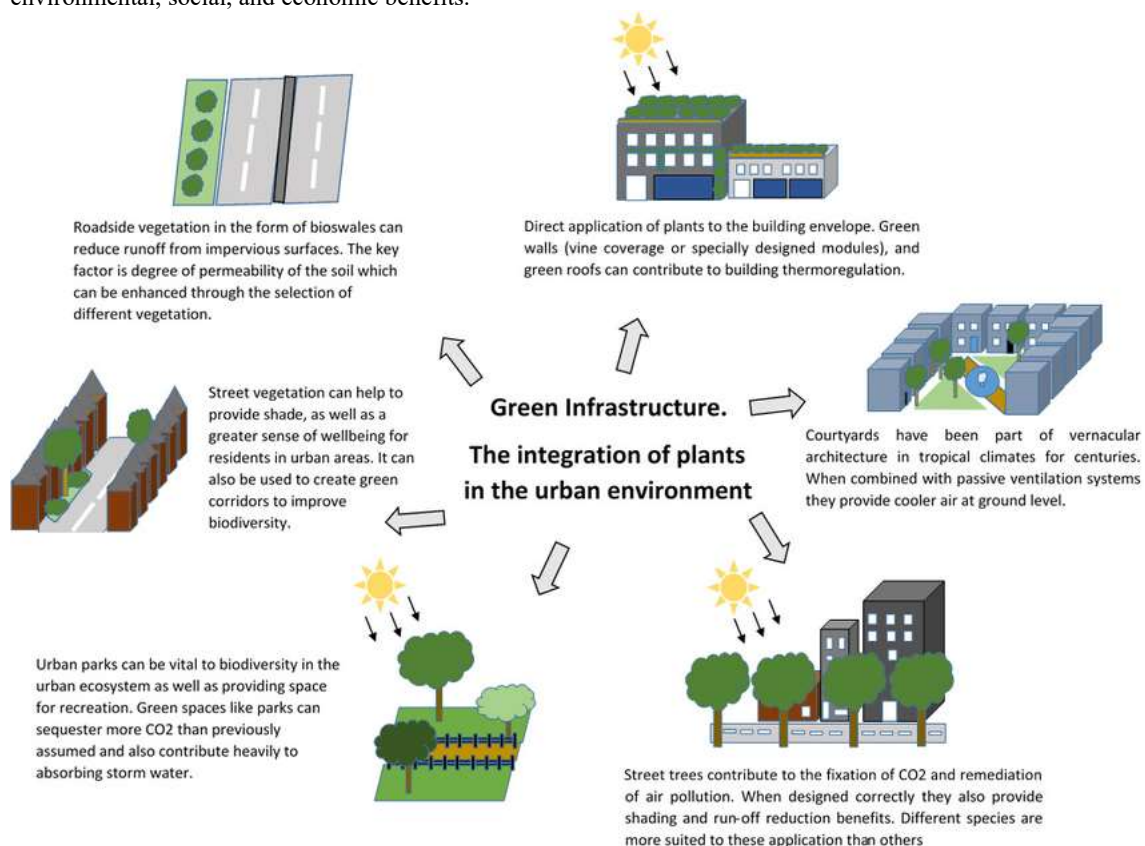 environmental, social, and economic benefits.
Roadside vegetation in the form of bioswales can
reduce runoff from impervious surfaces. The key
factor is degree of permeability of the soil which
can be enhanced through the selection of
different vegetation.
Direct application of plants to the building envelope. Green
walls (vine coverage or specially designed modules), and
green roofs can contribute to building thermoregulation.
Street vegetation can help to
provide shade, as well as a
greater sense of wellbeing for
residents in urban areas. It can
also be used to create green
corridors to improve
biodiversity.
Green Infrastructure.
The integration of plants
in the urban environment
Courtyards have been part of vernacular
architecture in tropical climates for centuries.
When combined with passive ventilation systems
they provide cooler air at ground level.
Urban parks can be vital to biodiversity in the
urban ecosystem as well as providing space
for recreation. Green spaces like parks can
sequester more CO2 than previously
assumed and also contribute heavily to
absorbing storm water.
Street trees contribute to the fixation of CO2 and remediation
of air pollution. When designed correctly they also provide
shading and run-off reduction benefits. Different species are
more suited to these application than others